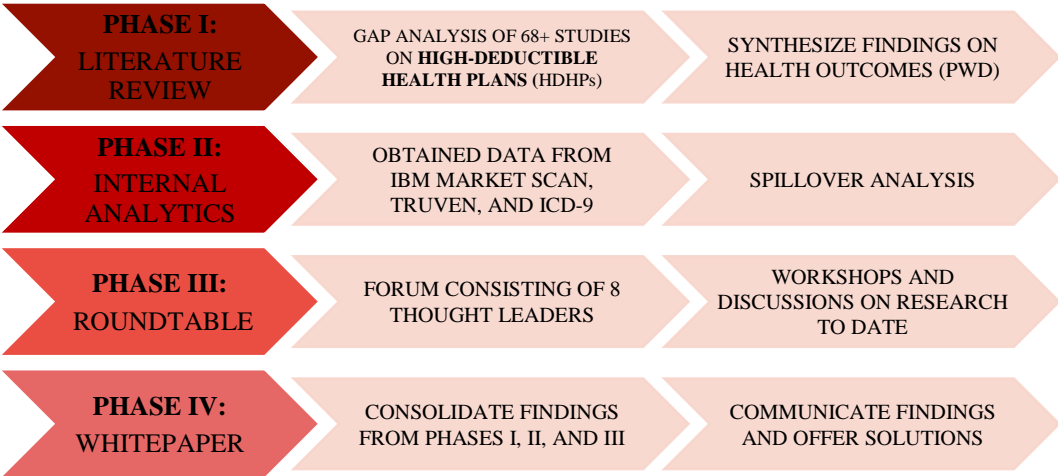 PHASE I:
LITERATURE
REVIEW
GAP ANALYSIS OF 68+ STUDIES
ON HIGH-DEDUCTIBLE
HEALTH PLANS (HDHPs)
SYNTHESIZE FINDINGS ON
HEALTH OUTCOMES (PWD)
PHASE II:
INTERNAL
ANALYTICS
OBTAINED DATA FROM
IBM MARKET SCAN,
TRUVEN, AND ICD-9
SPILLOVER ANALYSIS
PHASE III:
ROUNDTABLE
FORUM CONSISTING OF 8
THOUGHT LEADERS
WORKSHOPS AND
DISCUSSIONS ON RESEARCH
TO DATE
PHASE IV:
WHITEPAPER
CONSOLIDATE FINDINGS
FROM PHASES I, II, AND III
COMMUNICATE FINDINGS
AND OFFER SOLUTIONS